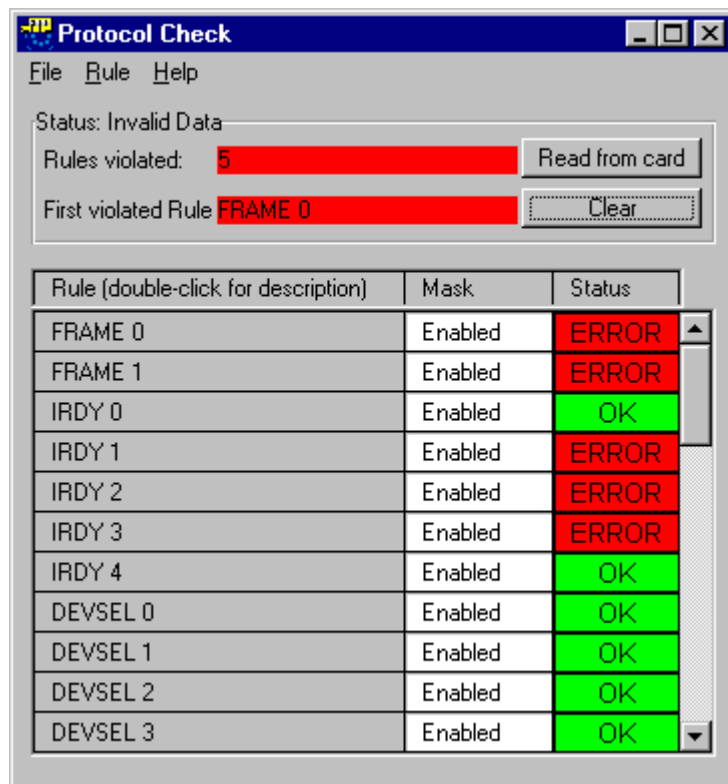 Protocol Check
File Rule Help
Status: Invalid Data
Rules violated: 5 Read from card
First violated Rule FRAME 0 Clear
Rule (double-click for description) Mask Status
FRAME 0 Enabled ERROR
FRAME 1 Enabled ERROR
IRDY 0 Enabled OK
IRDY 1 Enabled ERROR
IRDY 2 Enabled ERROR
IRDY 3 Enabled ERROR
IRDY 4 Enabled OK
DEVSEL 0 Enabled OK
DEVSEL 1 Enabled OK
DEVSEL 2 Enabled OK
DEVSEL 3 Enabled OK